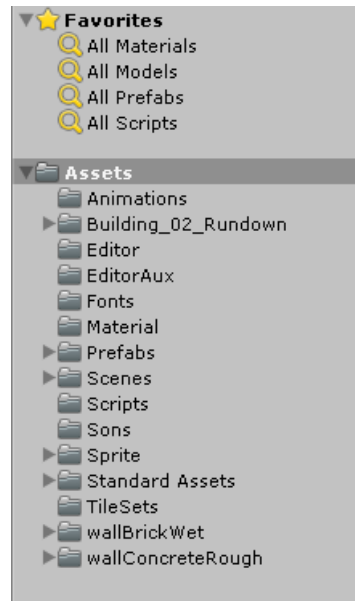 Favorites
All Materials
All Models
All Prefabs
All Scripts
Assets
Animations
Building_02_Rundown
Editor
EditorAux
Fonts
Material
Prefabs
Scenes
Scripts
Sons
Sprite
Standard Assets
TileSets
wallBrickWet
wallConcreteRough